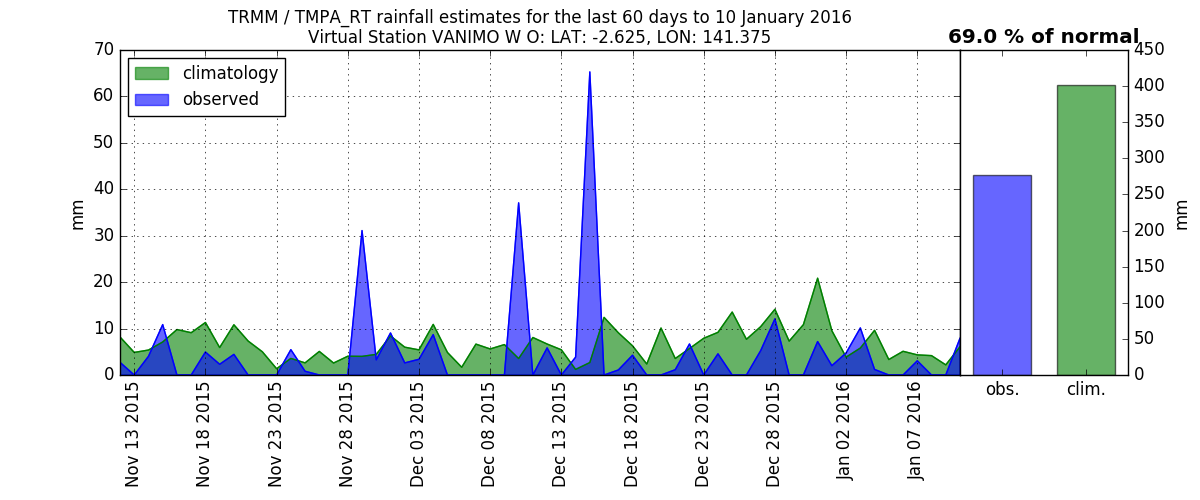 TRMM / TMPA_RT rainfall estimates for the last 60 days to 10 January 2016
Virtual Station VANIMO W O: LAT: -2.625, LON: 141.375
69.0 % of normal
climatology
observed
70
60
50
40
30
20
10
0
mm
Nov 13 2015
Nov 18 2015
Nov 23 2015
Nov 28 2015
Dec 03 2015
Dec 08 2015
Dec 13 2015
Dec 18 2015
Dec 23 2015
Dec 28 2015
Jan 02 2016
Jan 07 2016
450
400
350
300
250
200
150
100
50
0
mm
obs.
clim.